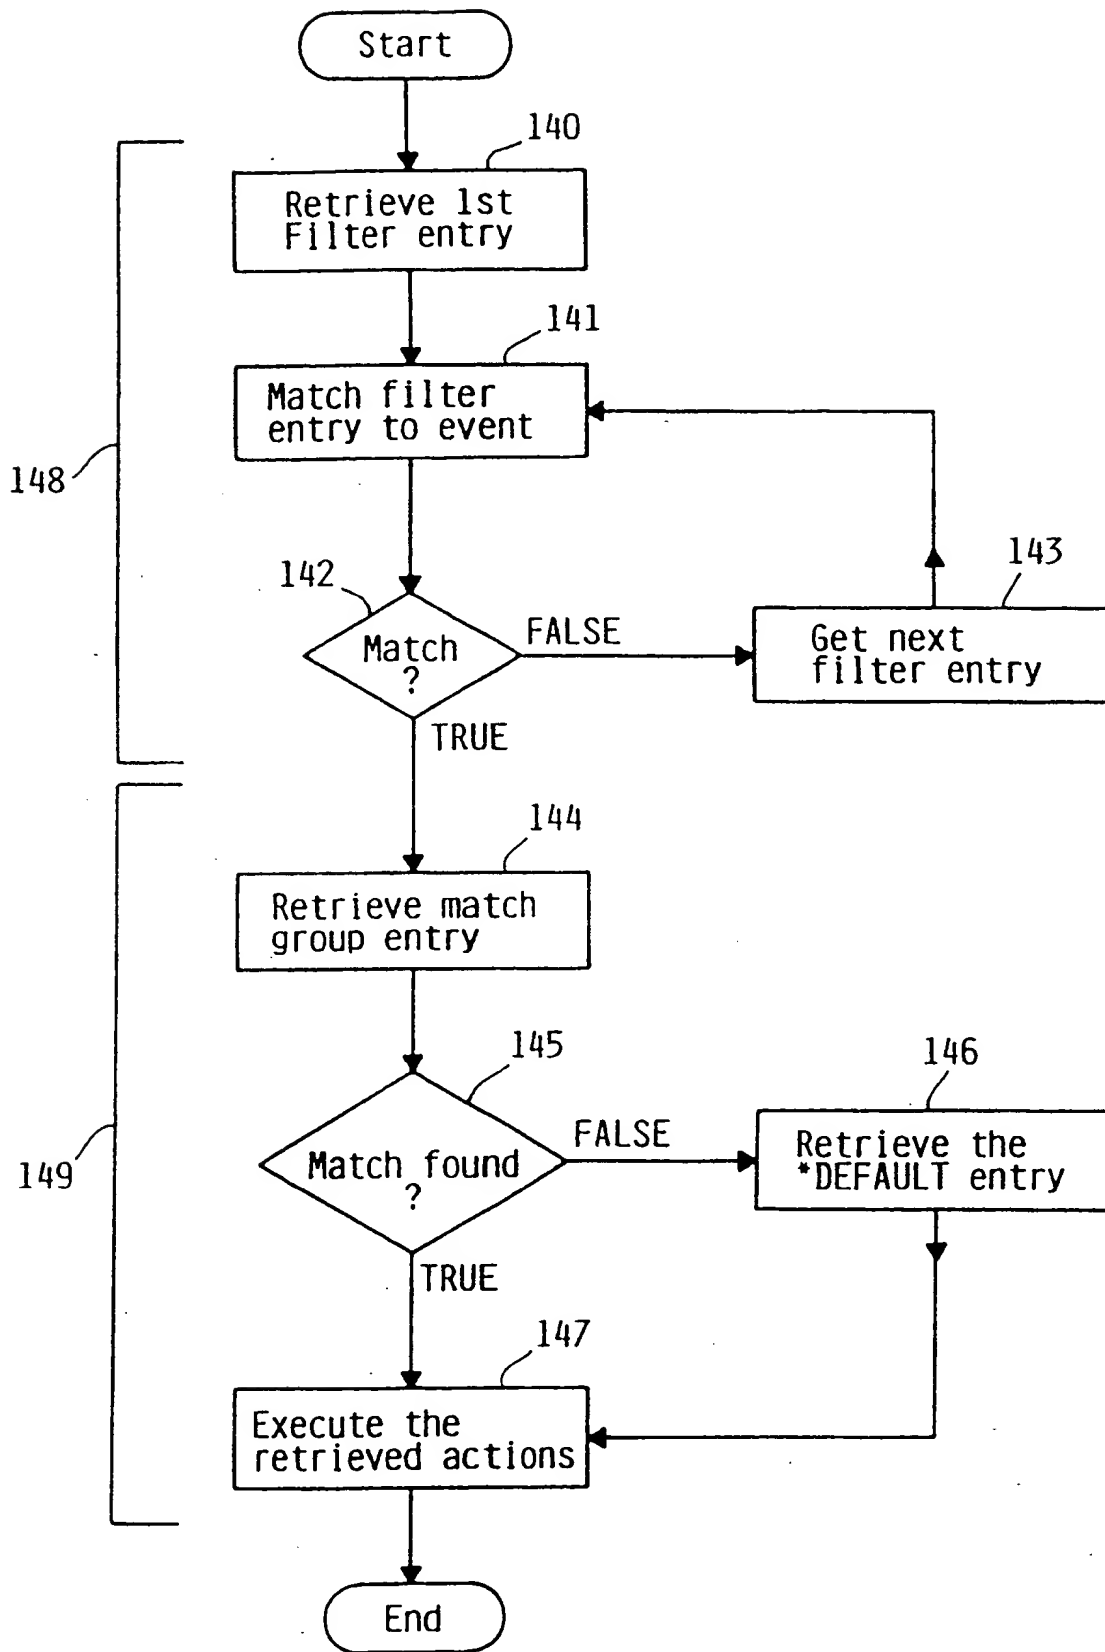 Start
140
Retrieve 1st
Filter entry
141
Match filter
entry to event
148
142
Match
?
FALSE
143
Get next
filter entry
TRUE
144
Retrieve match
group entry
145
Match found
?
FALSE
146
Retrieve the
*DEFAULT entry
149
TRUE
147
Execute the
retrieved actions
End